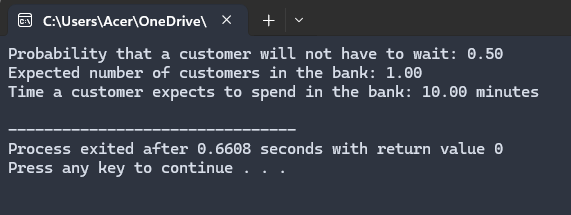 C:\Users\Acer\OneDrive\
Probability that a customer will not have to wait: 0.50
Expected number of customers in the bank: 1.00
Time a customer expects to spend in the bank: 10.00 minutes
--------------------------------
Process exited after 0.6608 seconds with return value 0
Press any key to continue . . .